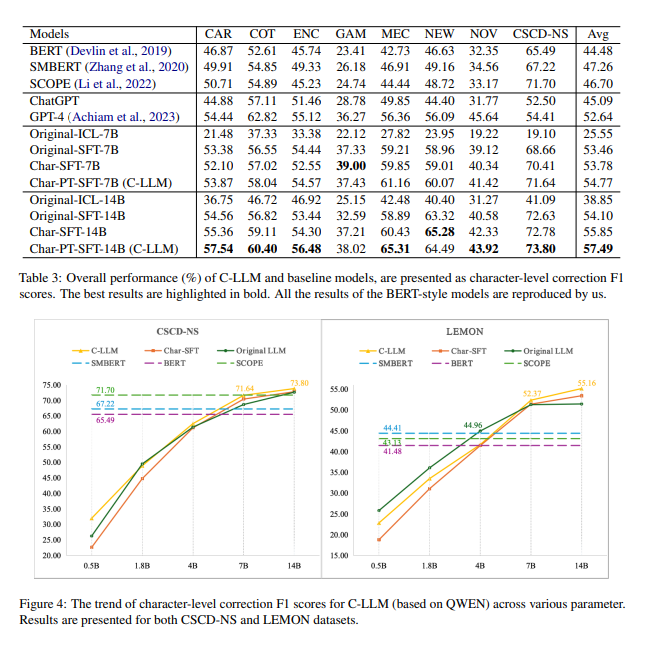 Models CAR COT ENC GAM MEC NEW NOV CSCD-NS Avg
BERT (Devlin et al., 2019) 46.87 52.61 45.74 23.41 42.73 46.63 32.35 65.49 44.48
SMBERT (Zhang et al., 2020) 49.91 54.85 49.33 26.18 46.91 49.16 34.56 67.22 47.26
SCOPE (Li et al., 2022) 50.71 54.89 45.23 24.74 44.44 48.72 33.17 71.70 46.70
ChatGPT 44.88 57.11 51.46 28.78 49.85 44.40 31.77 52.50 45.09
GPT-4 (Achiam et al., 2023) 54.44 62.82 55.12 36.27 56.36 56.09 45.64 54.41 52.64
Original-ICL-7B 21.48 37.33 33.38 22.12 27.82 23.95 19.22 19.10 25.55
Original-SFT-7B 53.38 56.55 54.44 37.33 59.21 58.96 39.12 68.66 53.46
Char-SFT-7B 52.10 57.02 52.55 39.00 59.85 59.01 40.34 70.41 53.78
Char-PT-SFT-7B (C-LLM) 53.87 58.04 54.57 37.43 61.16 60.07 41.42 71.64 54.77
Original-ICL-14B 36.75 46.72 46.92 25.15 42.48 40.40 31.27 41.09 38.85
Original-SFT-14B 54.56 56.82 53.44 32.59 58.89 63.32 40.58 72.63 54.10
Char-SFT-14B 55.36 59.11 54.30 37.21 60.43 65.28 42.33 72.78 55.85
Char-PT-SFT-14B (C-LLM) 57.54 60.40 56.48 38.02 65.31 64.49 43.92 73.80 57.49
Table 3: Overall performance (%) of C-LLM and baseline models, are presented as character-level correction F1
scores. The best results are highlighted in bold. All the results of the BERT-style models are reproduced by us.
CSCD-NS
C-LLM Char-SFT Original LLM
SMBERT BERT SCOPE
75.00
70.00
65.00
60.00
55.00
50.00
45.00
40.00
35.00
30.00
25.00
20.00
71.70
67.22
65.49
71.64
73.80
0.5B 1.8B 4B 7B 14B
LEMON
C-LLM Char-SFT Original LLM
SMBERT BERT SCOPE
55.00
50.00
45.00
40.00
35.00
30.00
25.00
20.00
15.00
44.41
43.13
41.48
44.96
52.37
55.16
0.5B 1.8B 4B 7B 14B
Figure 4: The trend of character-level correction F1 scores for C-LLM (based on QWEN) across various parameter.
Results are presented for both CSCD-NS and LEMON datasets.